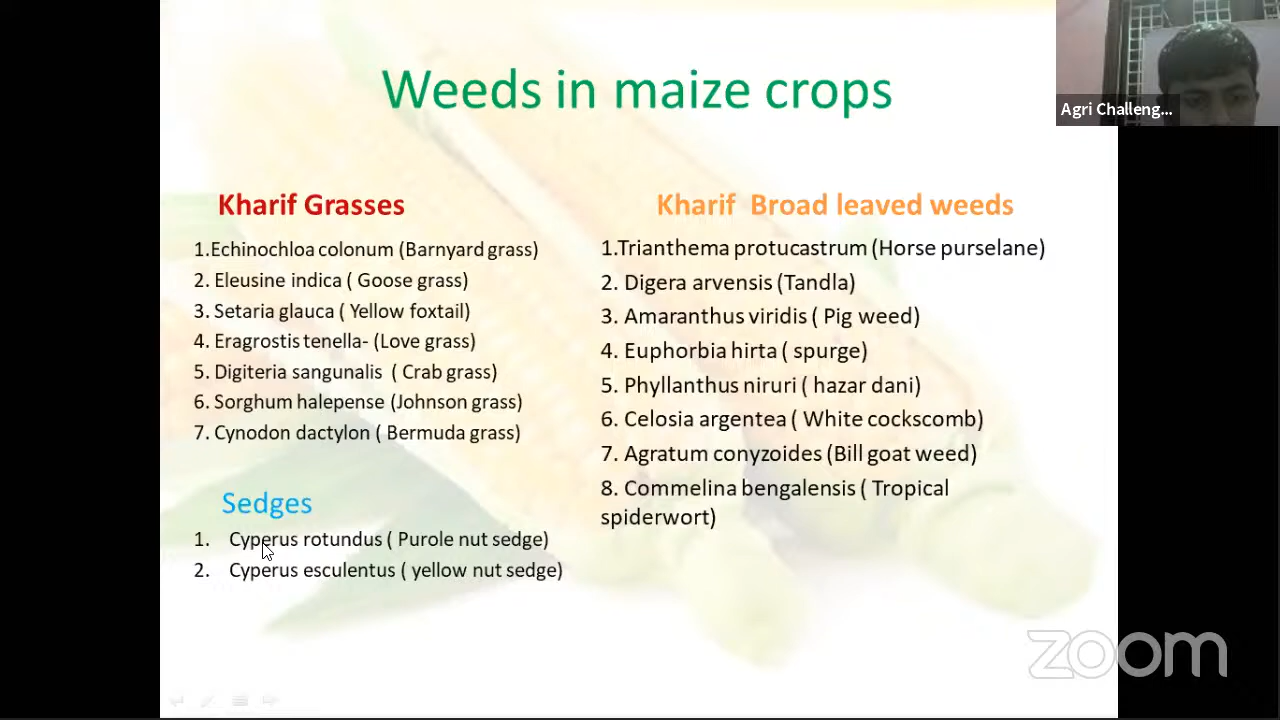 Weeds in maize crops
Agri Challeng...
Kharif Grasses
1.Echinochloa colonum (Barnyard grass)
2. Eleusine indica ( Goose grass)
3. Setaria glauca ( Yellow foxtail)
4. Eragrostis tenella- (Love grass)
5. Digiteria sangunalis ( Crab grass)
6. Sorghum halepense (Johnson grass)
7. Cynodon dactylon ( Bermuda grass)
Sedges
1. Cyperus rotundus ( Purole nut sedge)
2. Cyperus esculentus ( yellow nut sedge)
Kharif Broad leaved weeds
1.Trianthema protucastrum (Horse purselane)
2. Digera arvensis (Tandla)
3. Amaranthus viridis ( Pig weed)
4. Euphorbia hirta ( spurge)
5. Phyllanthus niruri ( hazar dani)
6. Celosia argentea ( White cockscomb)
7. Agratum conyzoides (Bill goat weed)
8. Commelina bengalensis ( Tropical
spiderwort)
zoom